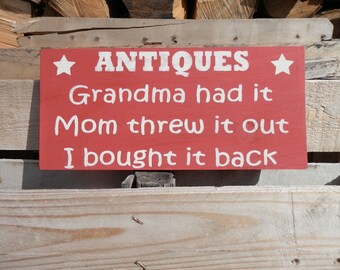 ANTIQUES
Grandma had it
Mom threw it out
I bought it back